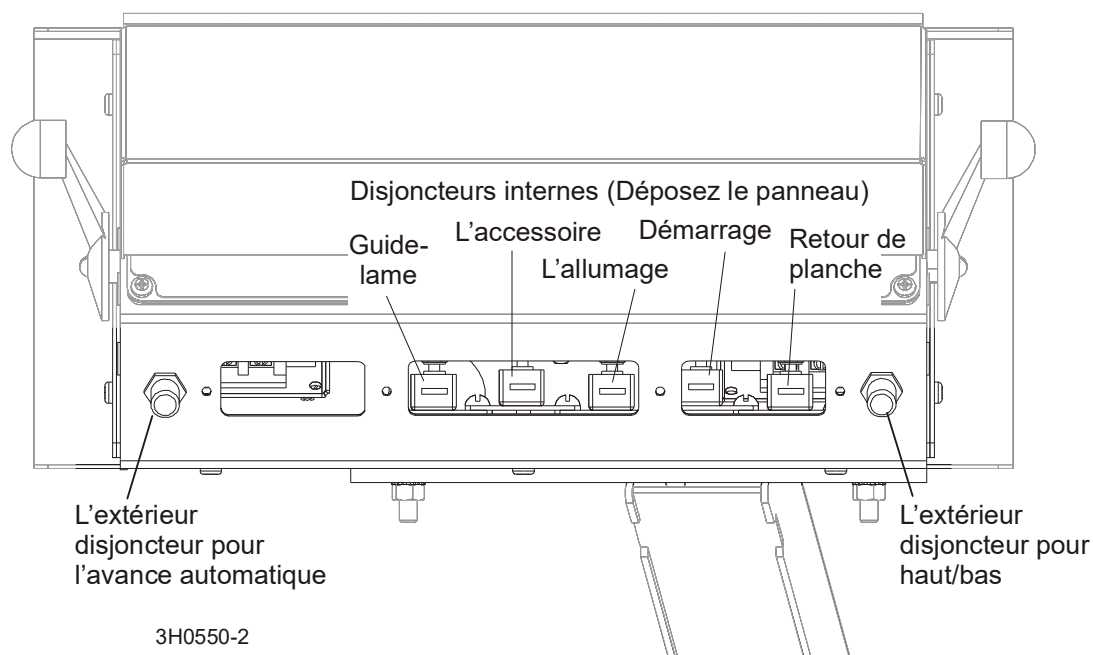 Disjoncteurs internes (Déposez le panneau)
Guide-
lame
L'accessoire
L'allumage
Démarrage
Retour de
planche
L'extérieur
disjoncteur pour
l'avance automatique
L'extérieur
disjoncteur pour
haut/bas
3H0550-2